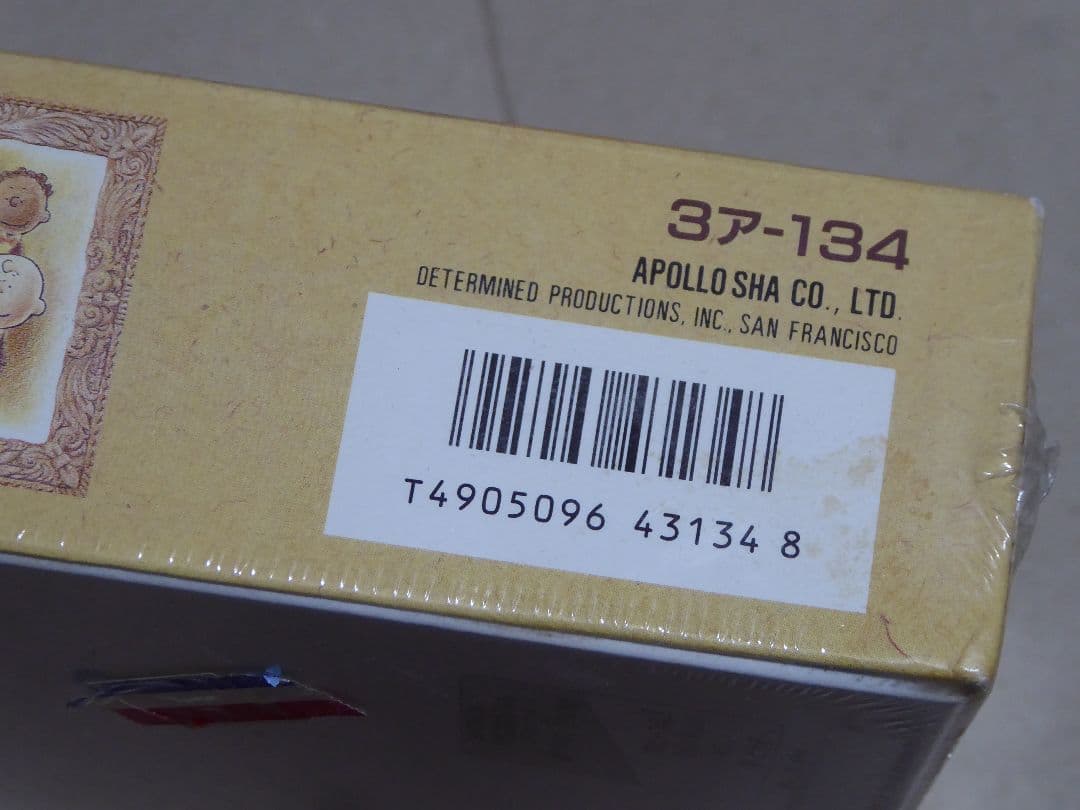 3ア-134
APOLLO SHA CO., LTD.
DETERMINED PRODUCTIONS, INC., SAN FRANCISCO
T4905096 43134 8